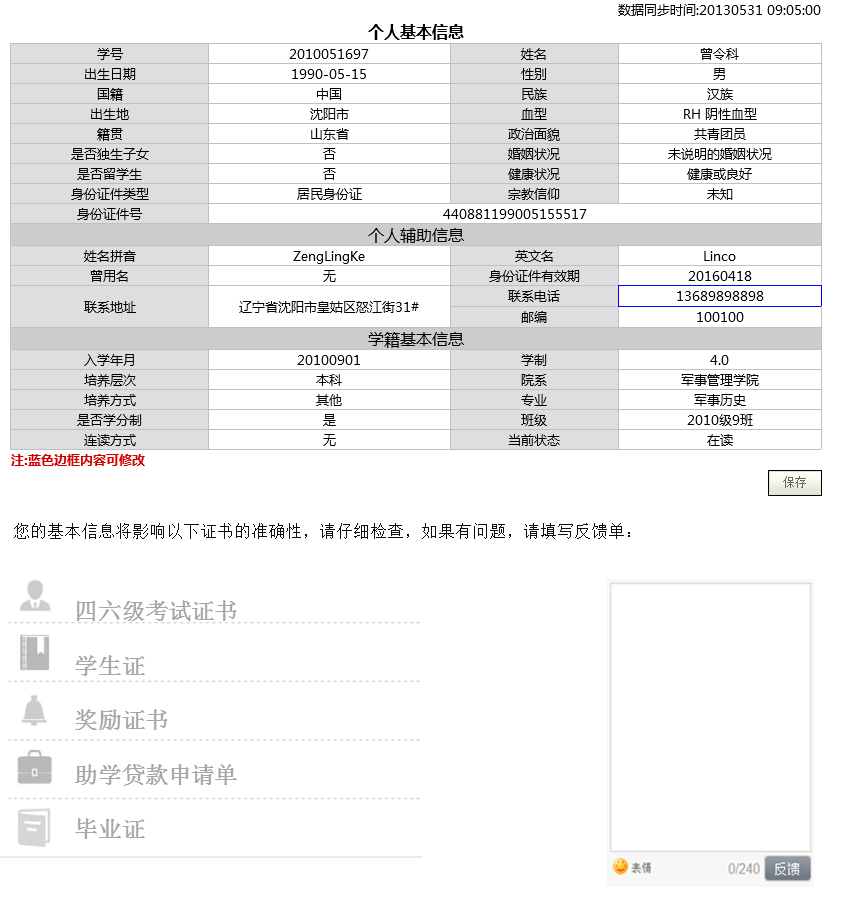 数据同步时间:20130531 09:05:00
个人基本信息
学号 2010051697 姓名 曾令科
出生日期 1990-05-15 性别 男
国籍 中国 民族 汉族
出生地 沈阳市 血型 RH 阴性血型
籍贯 山东省 政治面貌 共青团员
是否独生子女 否 婚姻状况 未说明的婚姻状况
是否留学生 否 健康状况 健康或良好
身份证件类型 居民身份证 宗教信仰 未知
身份证件号 440881199005155517
个人辅助信息
姓名拼音 ZengLingKe 英文名 Linco
曾用名 无 身份证件有效期 20160418
联系地址 辽宁省沈阳市皇姑区怒江街31# 联系电话 13689898898
邮编 100100
学籍基本信息
入学年月 20100901 学制 4.0
培养层次 本科 院系 军事管理学院
培养方式 其他 专业 军事历史
是否学分制 是 班级 2010级9班
连读方式 无 当前状态 在读
注:蓝色边框内容可修改
保存
您的基本信息将影响以下证书的准确性，请仔细检查，如果有问题，请填写反馈单：
四六级考试证书
学生证
奖励证书
助学贷款申请单
毕业证
表情 0/240 反馈